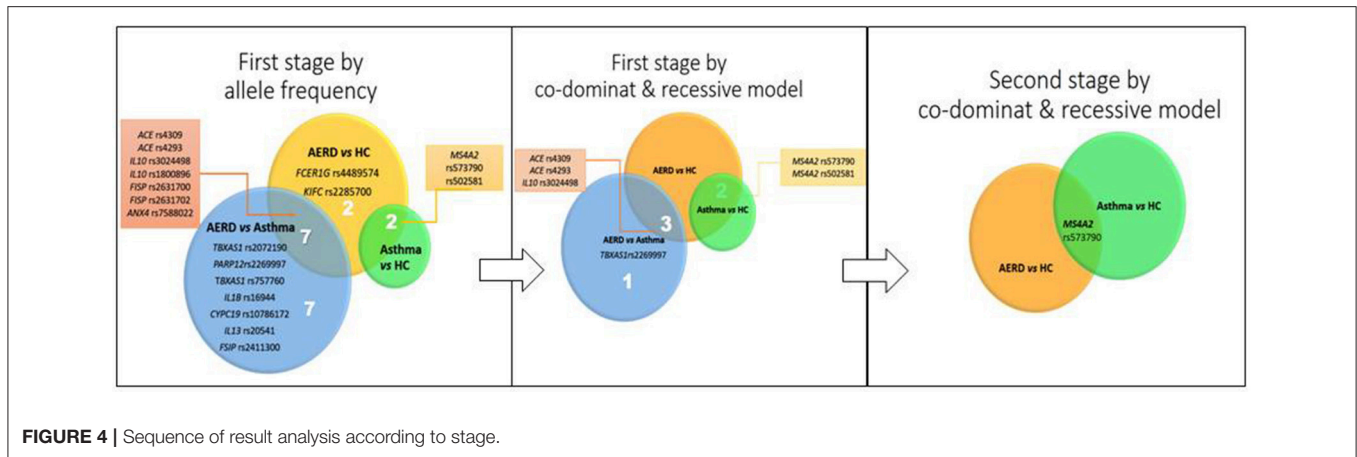 First stage by
allele frequency
ACE rs4309
ACE rs4293
IL10 rs3024498
IL10 rs1800896
FISP rs2631700
FISP rs2631702
ANX4 rs7588022
AERD vs HC
FCER1G rs4489574
KIFC rs2285700
2
MS4A2
rs573790
rs502581
2
Asthma
vs HC
7
AERD vs Asthma
TBXAS1 rs2072190
PARP12rs2269997
TBXAS1 rs757760
IL1B rs16944
CYPC19 rs10786172
IL13 rs20541
FSIP rs2411300
7
First stage by
co-dominat & recessive model
ACE rs4309
ACE rs4293
IL10 rs3024498
AERD vs HC
MS4A2 rs573790
MS4A2 rs502581
2
Asthma vs HC
3
AERD vs Asthma
TBXAS1rs2269997
1
Second stage by
co-dominat & recessive model
Asthma vs HC
MS4A2
rs573790
AERD vs HC
FIGURE 4 | Sequence of result analysis according to stage.